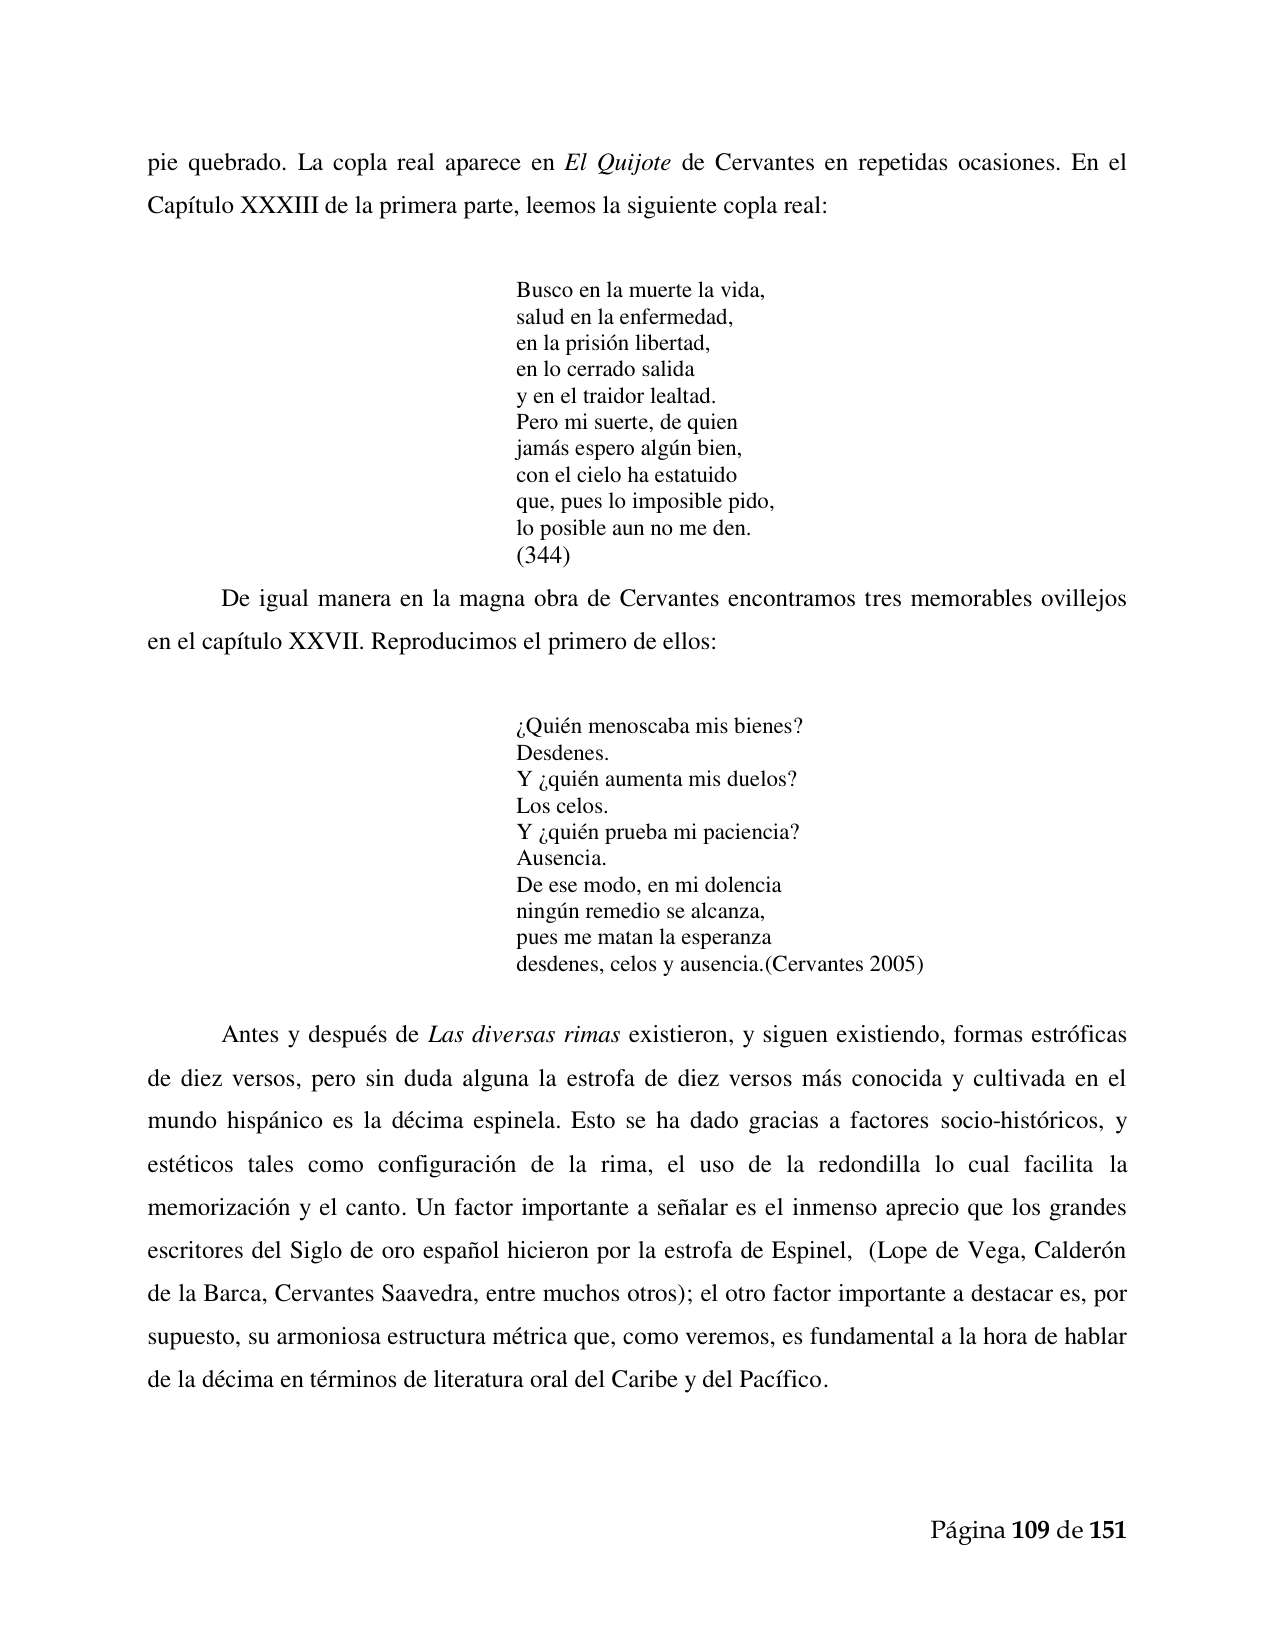 pie quebrado. La copla real aparece en El Quijote de Cervantes en repetidas ocasiones. En el
Capítulo XXXIII de la primera parte, leemos la siguiente copla real:
Busco en la muerte la vida,
salud en la enfermedad,
en la prisión libertad,
en lo cerrado salida
y en el traidor lealtad.
Pero mi suerte, de quien
jamás espero algún bien,
con el cielo ha estatuido
que, pues lo imposible pido,
lo posible aun no me den.
(344)
De igual manera en la magna obra de Cervantes encontramos tres memorables ovillejos
en el capítulo XXVII. Reproducimos el primero de ellos:
¿Quién menoscaba mis bienes?
Desdenes.
Y ¿quién aumenta mis duelos?
Los celos.
Y ¿quién prueba mi paciencia?
Ausencia.
De ese modo, en mi dolencia
ningún remedio se alcanza,
pues me matan la esperanza
desdenes, celos y ausencia.(Cervantes 2005)
Antes y después de Las diversas rimas existieron, y siguen existiendo, formas estróficas
de diez versos, pero sin duda alguna la estrofa de diez versos más conocida y cultivada en el
mundo hispánico es la décima espinela. Esto se ha dado gracias a factores socio-históricos, y
estéticos tales como configuración de la rima, el uso de la redondilla lo cual facilita la
memorización y el canto. Un factor importante a señalar es el inmenso aprecio que los grandes
escritores del Siglo de oro español hicieron por la estrofa de Espinel, (Lope de Vega, Calderón
de la Barca, Cervantes Saavedra, entre muchos otros); el otro factor importante a destacar es, por
supuesto, su armoniosa estructura métrica que, como veremos, es fundamental a la hora de hablar
de la décima en términos de literatura oral del Caribe y del Pacífico.
Página 109 de 151